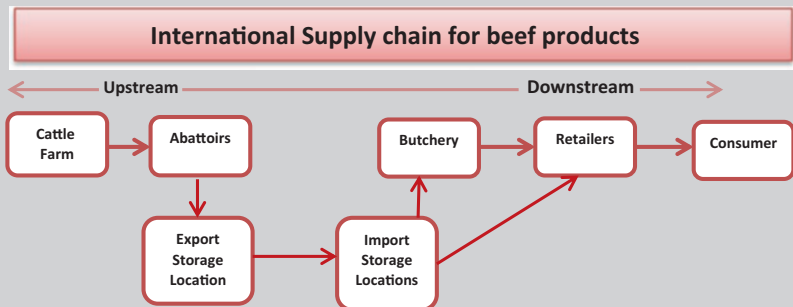 International Supply chain for beef products
Upstream
Downstream
Cattle
Farm
Abattoirs
Butchery
Retailers
Consumer
Export
Storage
Location
Import
Storage
Locations